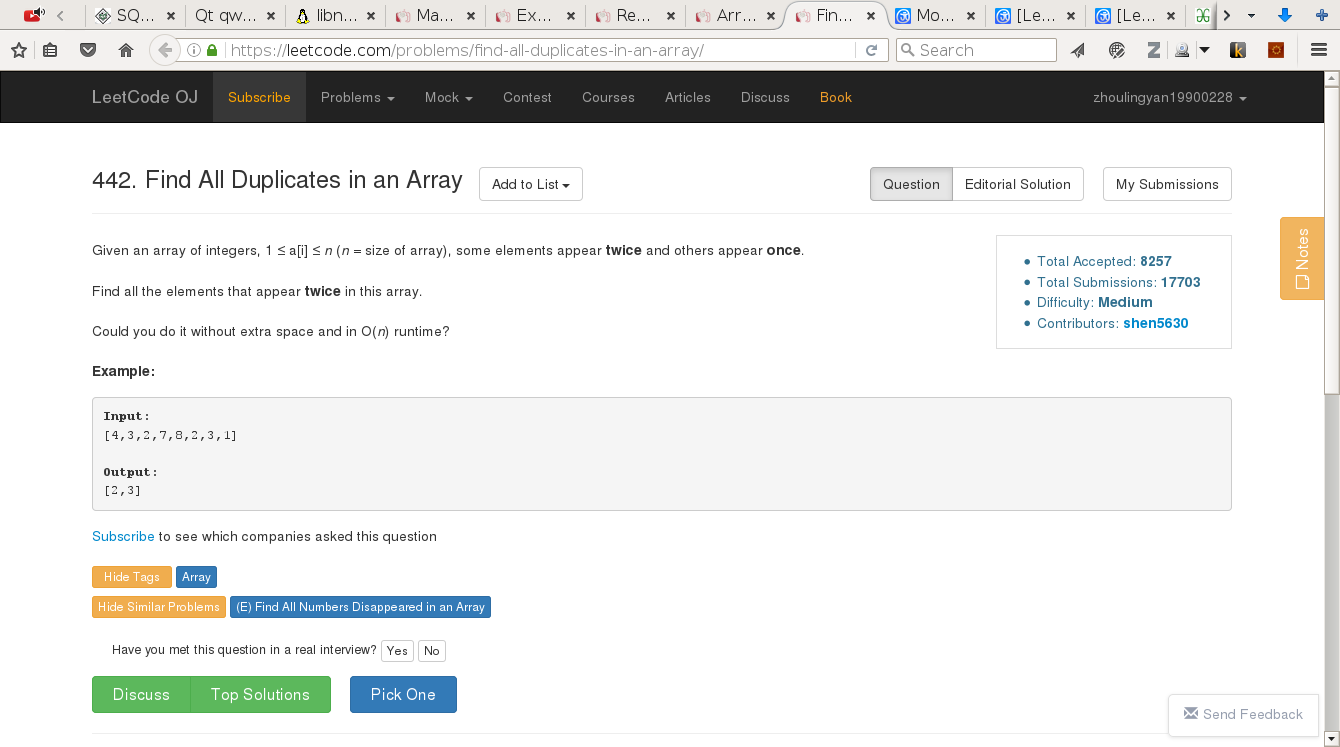 SQ... Qt qw... libn... Ma... Ex... Re... Arr... Fin... Mo... [Le... [Le...
https://leetcode.com/problems/find-all-duplicates-in-an-array/ Search
LeetCode OJ Subscribe Problems Mock Contest Courses Articles Discuss Book zhoulingyan19900228
442. Find All Duplicates in an Array Add to List Question Editorial Solution My Submissions
Given an array of integers, 1 ≤ a[i] ≤ n (n = size of array), some elements appear twice and others appear once.
Find all the elements that appear twice in this array.
Could you do it without extra space and in O(n) runtime?
Total Accepted: 8257
Total Submissions: 17703
Difficulty: Medium
Contributors: shen5630
Notes
Example:
Input:
[4,3,2,7,8,2,3,1]
Output:
[2,3]
Subscribe to see which companies asked this question
Hide Tags Array
Hide Similar Problems (E) Find All Numbers Disappeared in an Array
Have you met this question in a real interview? Yes No
Discuss Top Solutions Pick One
Send Feedback